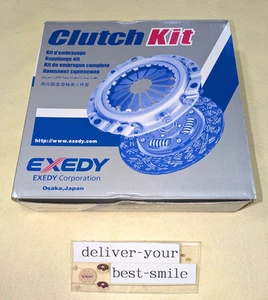 Clutch Kit
Kit d'embrayage
Kupplungs-kit
Kit de embrague completo
http://www.exedy.com
EXEDY
EXEDY Corporation
Osaka,Japan
deliver-your
best-smile